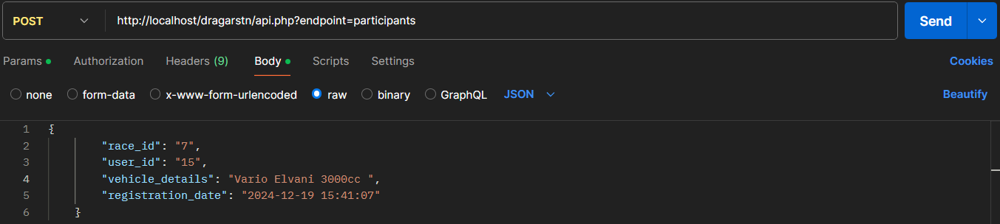 POST http://localhost/dragarstn/api.php?endpoint=participants Send
Params Authorization Headers (9) Body Scripts Settings Cookies
none form-data x-www-form-urlencoded raw binary GraphQL JSON Beautify
1 {
2 "race_id": "7",
3 "user_id": "15",
4 "vehicle_details": "Vario Elvani 3000cc ",
5 "registration_date": "2024-12-19 15:41:07"
6 }